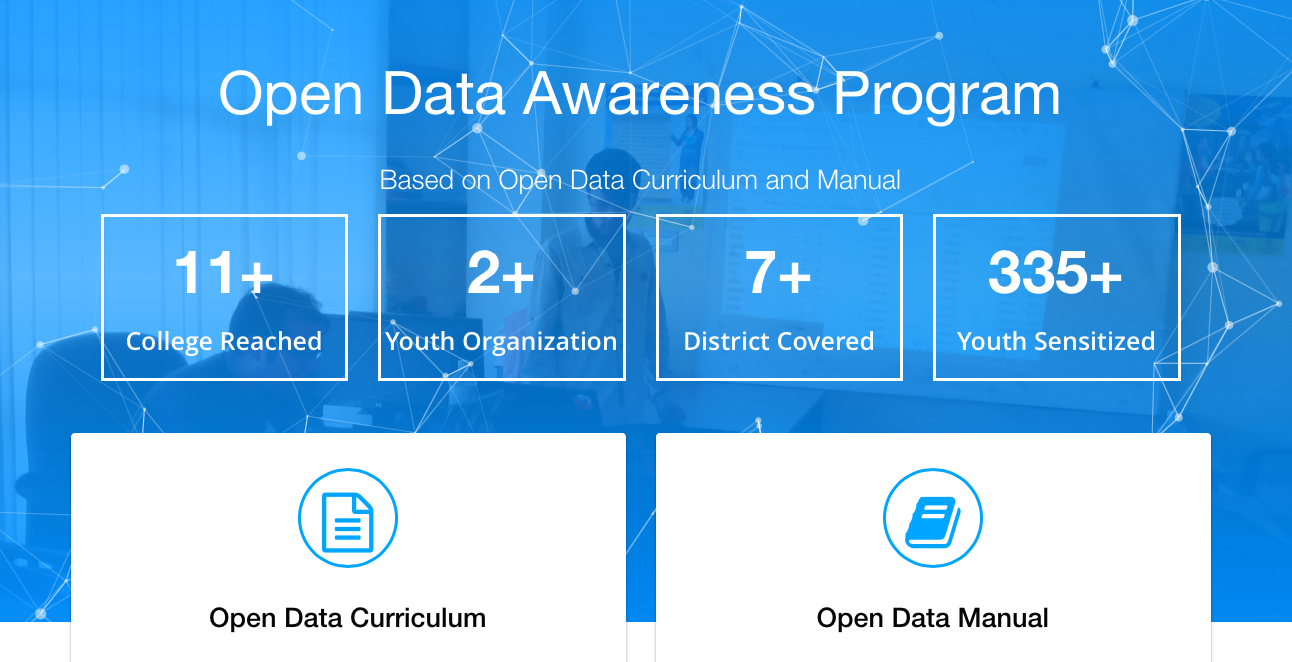 Open Data Awareness Program
Based on Open Data Curriculum and Manual
11+
College Reached
2+
Youth Organization
7+
District Covered
335+
Youth Sensitized
Open Data Curriculum
Open Data Manual